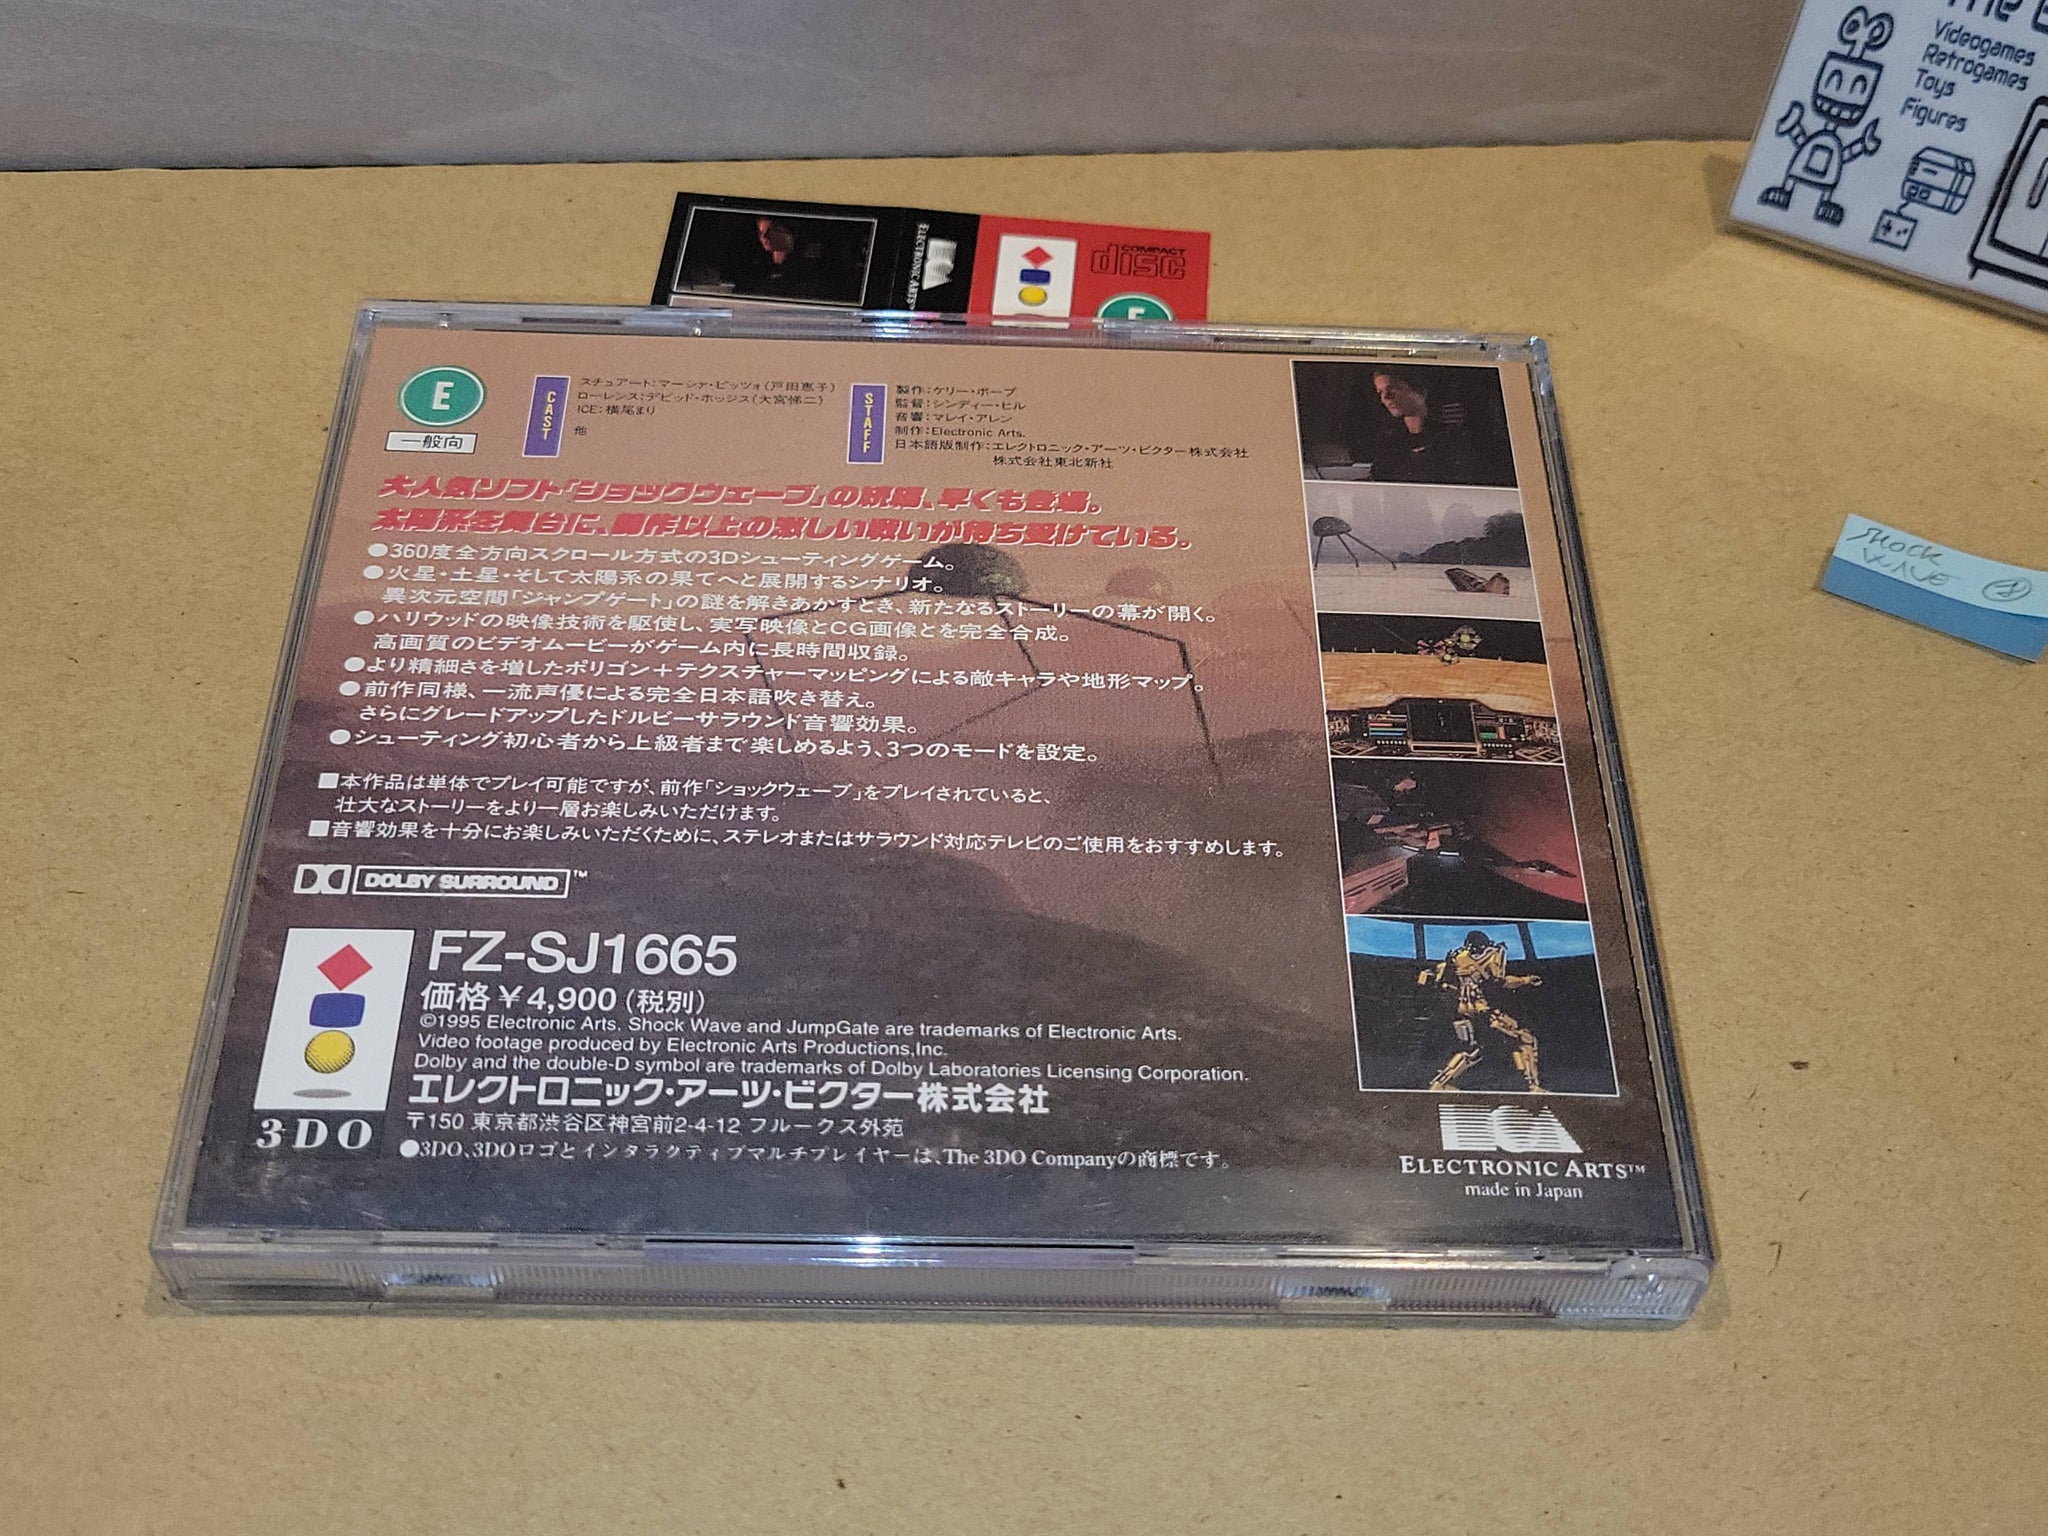 Videogames
Retrogames
Toys
Figures
ELECTRONIC ARTS™
COMPACT
disc
E
SHOCK
WAVE
2
E
一般向
CAST
スチュアート:マーシァ・ピッツォ(戸田恵子)
ローレンス:デビッド・ホッジス(大宮悌二)
ICE:横尾まり
他
STAFF
製作:ケリー・ポープ
監督:シンディー・ヒル
音響:マレイ・アレン
制作:Electronic Arts.
日本語版制作:エレクトロニック・アーツ・ビクター株式会社
株式会社東北新社
大人気ソフト「ショックウェーブ」の続編、早くも登場。
太陽系を舞台に、前作以上の激しい戦いが待ち受けている。
●360度全方向スクロール方式の3Dシューティングゲーム。
●火星・土星・そして太陽系の果てへと展開するシナリオ。
異次元空間「ジャンプゲート」の謎を解きあかすとき、新たなるストーリーの幕が開く。
●ハリウッドの映像技術を駆使し、実写映像とCG画像とを完全合成。
高画質のビデオムービーがゲーム内に長時間収録。
●より精細さを増したポリゴン+テクスチャーマッピングによる敵キャラや地形マップ。
●前作同様、一流声優による完全日本語吹き替え。
さらにグレードアップしたドルビーサラウンド音響効果。
●シューティング初心者から上級者まで楽しめるよう、3つのモードを設定。
■本作品は単体でプレイ可能ですが、前作「ショックウェーブ」をプレイされていると、
壮大なストーリーをより一層お楽しみいただけます。
■音響効果を十分にお楽しみいただくために、ステレオまたはサラウンド対応テレビのご使用をおすすめします。
DOLBY SURROUND™
FZ-SJ1665
価格￥4,900(税別)
©1995 Electronic Arts. Shock Wave and JumpGate are trademarks of Electronic Arts.
Video footage produced by Electronic Arts Productions,Inc.
Dolby and the double-D symbol are trademarks of Dolby Laboratories Licensing Corporation.
エレクトロニック・アーツ・ビクター株式会社
〒150 東京都渋谷区神宮前2-4-12 フルークス外苑
●3DO、3DOロゴとインタラクティブマルチプレイヤーは、The 3DO Companyの商標です。
3DO
ELECTRONIC ARTS™
made in Japan